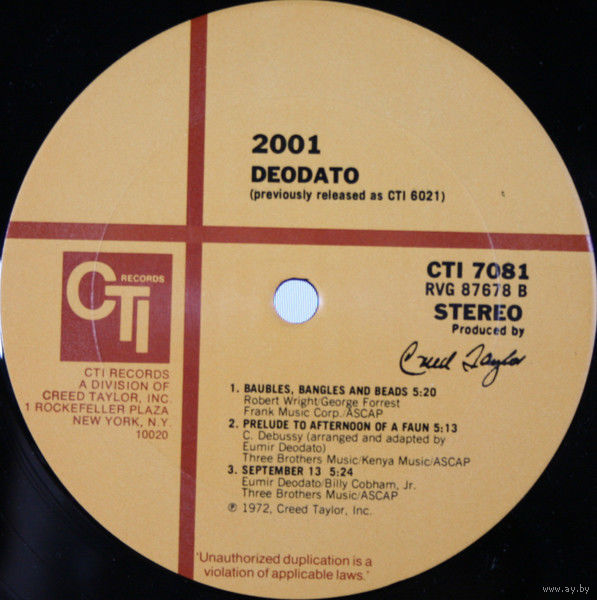 2001
DEODATO
(previously released as CTI 6021)
CTI RECORDS
CTI 7081
RVG 87678 B
STEREO
Produced by
Creed Taylor
CTI RECORDS
A DIVISION OF
CREED TAYLOR, INC.
1 ROCKEFELLER PLAZA
NEW YORK, N.Y.
10020
1. BAUBLES, BANGLES AND BEADS 5:20
Robert Wright/George Forrest
Frank Music Corp./ASCAP
2. PRELUDE TO AFTERNOON OF A FAUN 5:13
C. Debussy (arranged and adapted by
Eumir Deodato)
Three Brothers Music/Kenya Music/ASCAP
3. SEPTEMBER 13 5:24
Eumir Deodato/Billy Cobham, Jr.
Three Brothers Music/ASCAP
℗ 1972, Creed Taylor, Inc.
'Unauthorized duplication is a
violation of applicable laws.'
www.ay.by